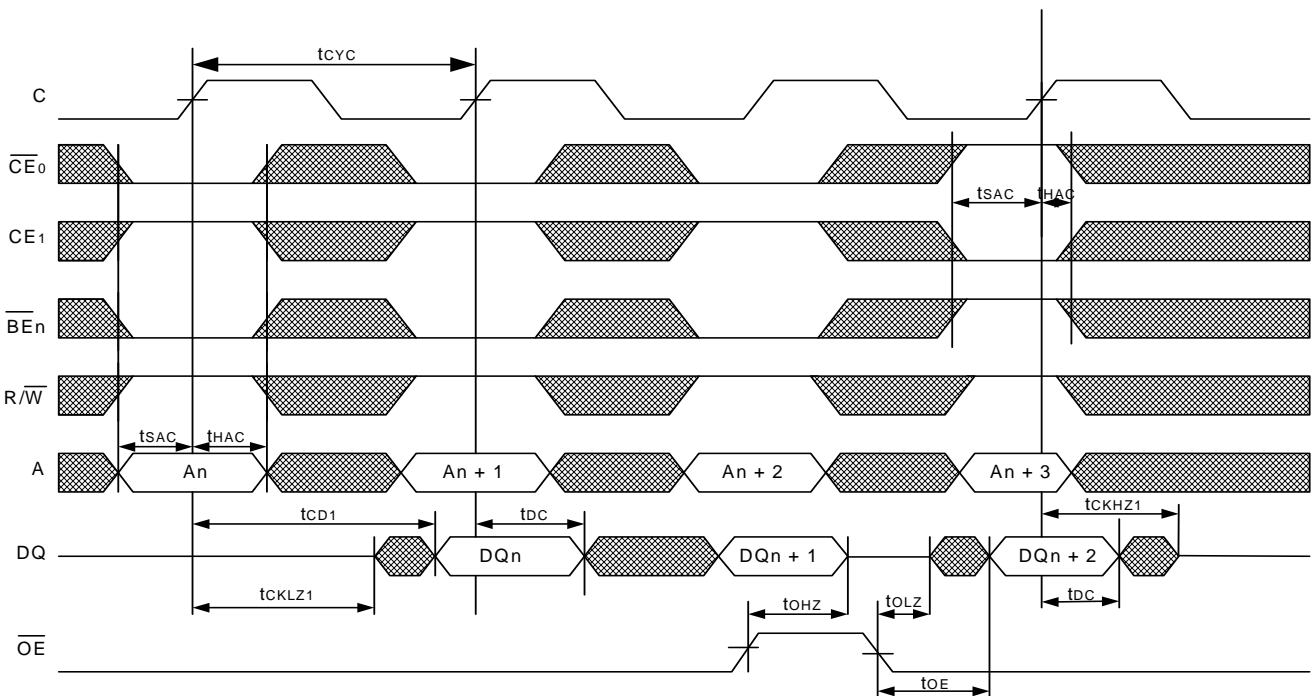 tCYC
C
CE0
tSAC tHAC
CE1
BEn
R/W
tSAC tHAC
A An An + 1 An + 2 An + 3
tCD1 tDC tCKHZ1
DQ DQn DQn + 1 DQn + 2
tCKLZ1 tOHZ tOLZ tDC
OE
tOE